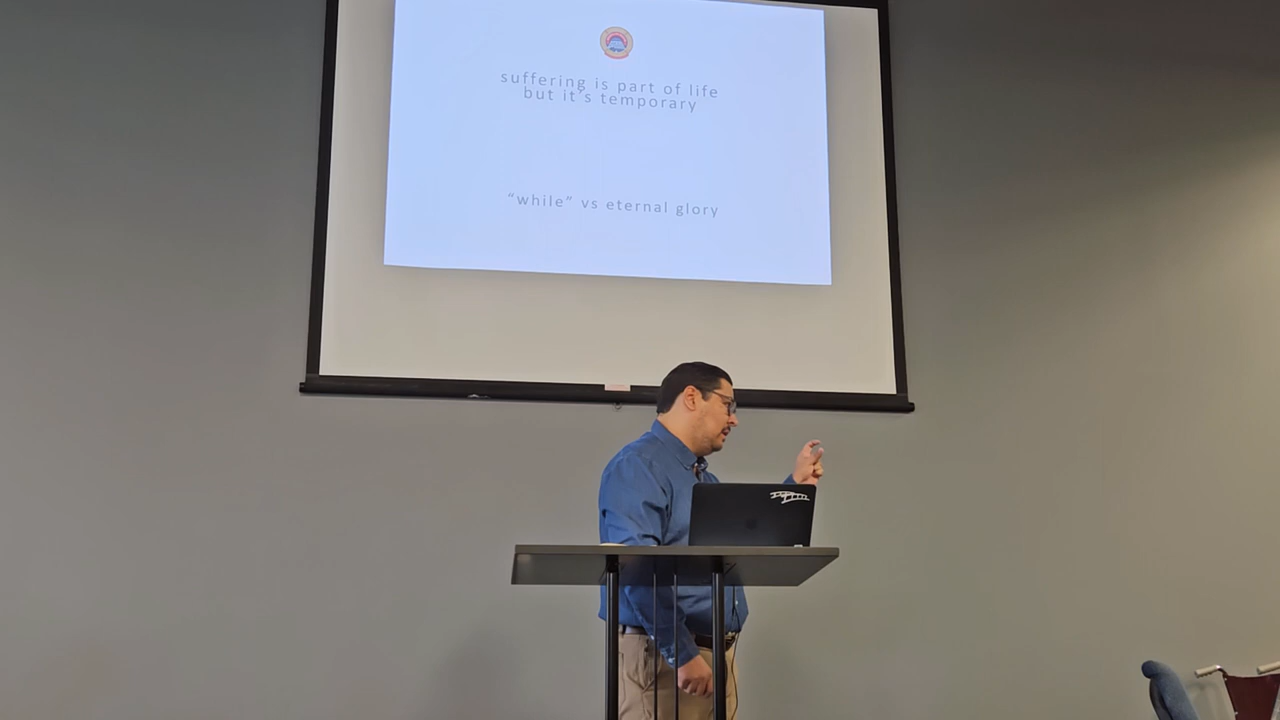 suffering is part of life
but it's temporary
“while” vs eternal glory